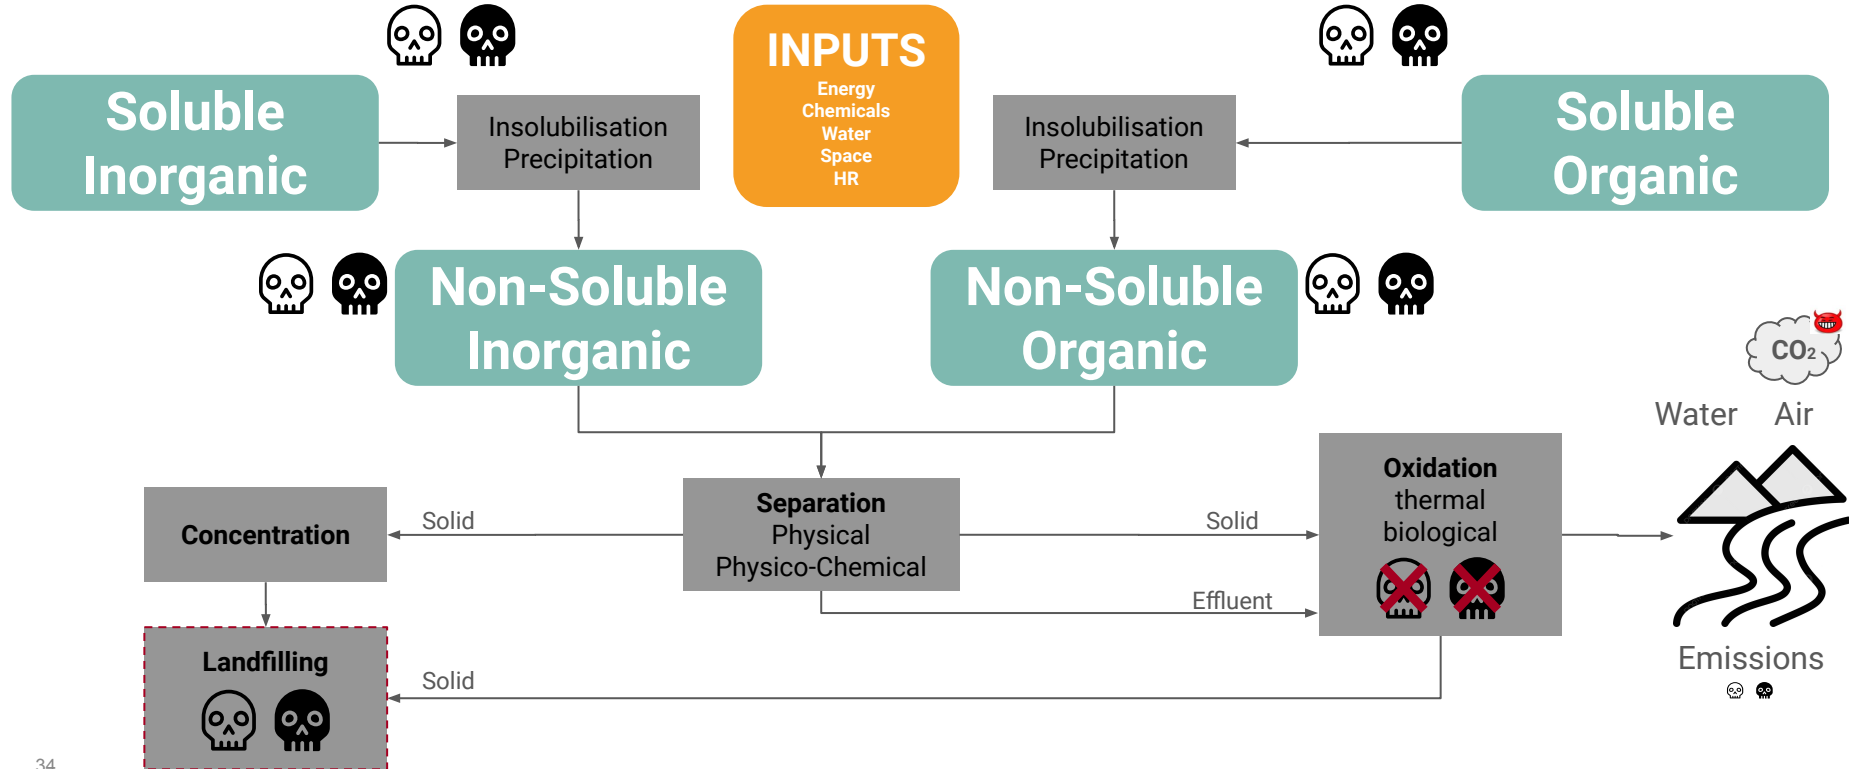 Soluble
Inorganic
Insolubilisation
Precipitation
INPUTS
Energy
Chemicals
Water
Space
HR
Insolubilisation
Precipitation
Soluble
Organic
Non-Soluble
Inorganic
Non-Soluble
Organic
CO₂
Water
Air
Concentration
Solid
Separation
Physical
Physico-Chemical
Solid
Effluent
Oxidation
thermal
biological
Landfilling
Solid
Emissions
34